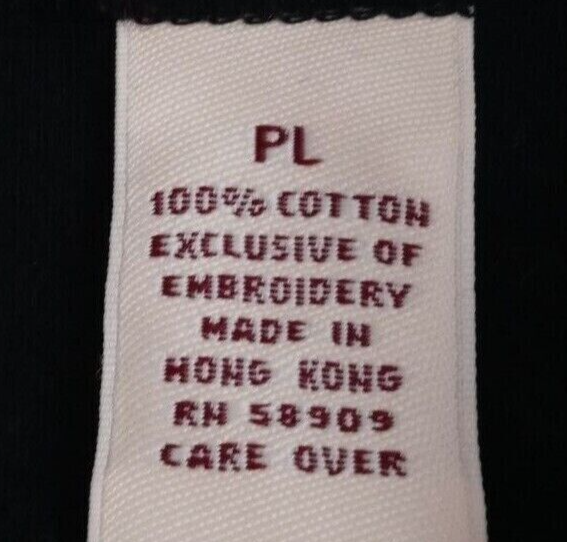 PL
100% COTTON
EXCLUSIVE OF
EMBROIDERY
MADE IN
HONG KONG
RN 58909
CARE OVER